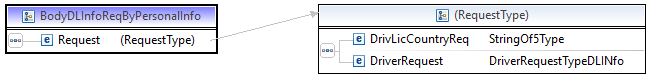 BodyDLInfoReqByPersonalInfo
e Request (RequestType)
(RequestType)
e DrivLicCountryReq StringOf5Type
e DriverRequest DriverRequestTypeDLINfo